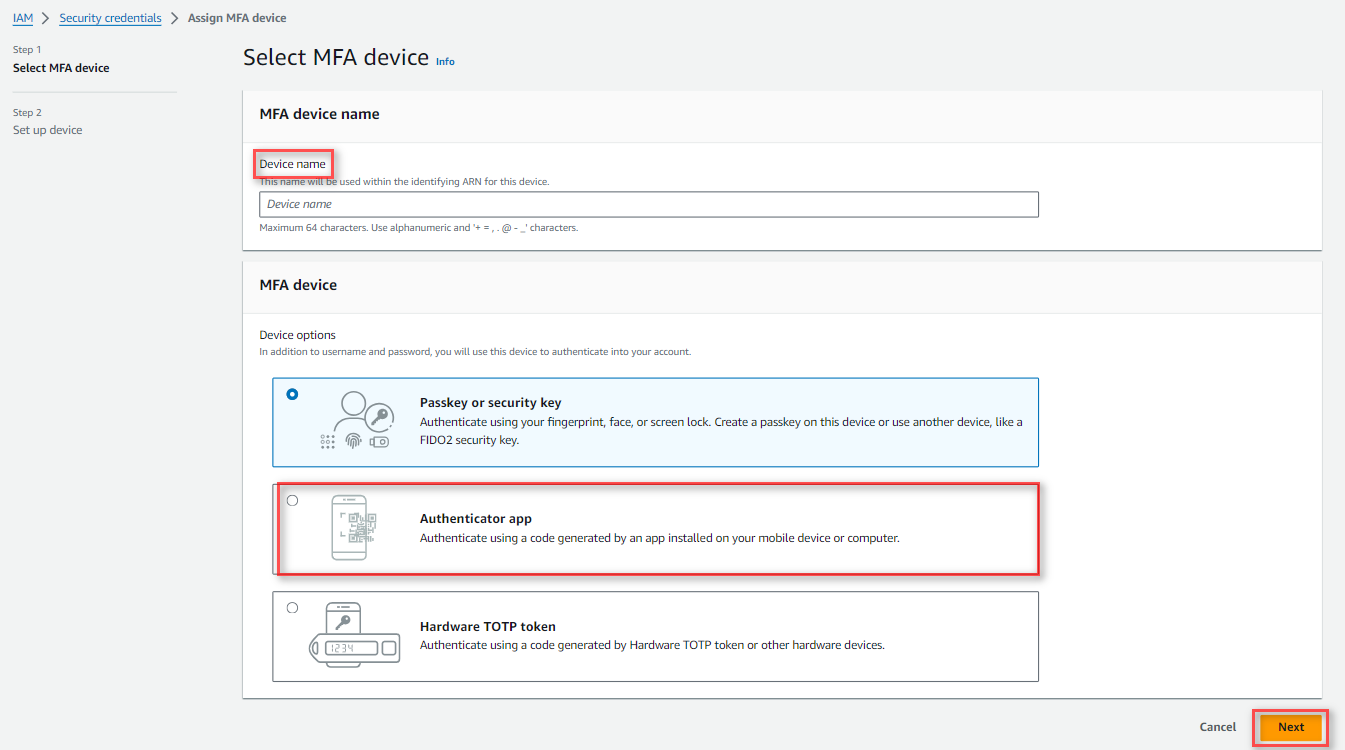 IAM > Security credentials > Assign MFA device
Step 1
Select MFA device
Step 2
Set up device
Select MFA device Info
MFA device name
Device name
This name will be used within the identifying ARN for this device.
Device name
Maximum 64 characters. Use alphanumeric and '+ = , . @ - _' characters.
MFA device
Device options
In addition to username and password, you will use this device to authenticate into your account.
Passkey or security key
Authenticate using your fingerprint, face, or screen lock. Create a passkey on this device or use another device, like a
FIDO2 security key.
Authenticator app
Authenticate using a code generated by an app installed on your mobile device or computer.
1234
Hardware TOTP token
Authenticate using a code generated by Hardware TOTP token or other hardware devices.
Cancel
Next